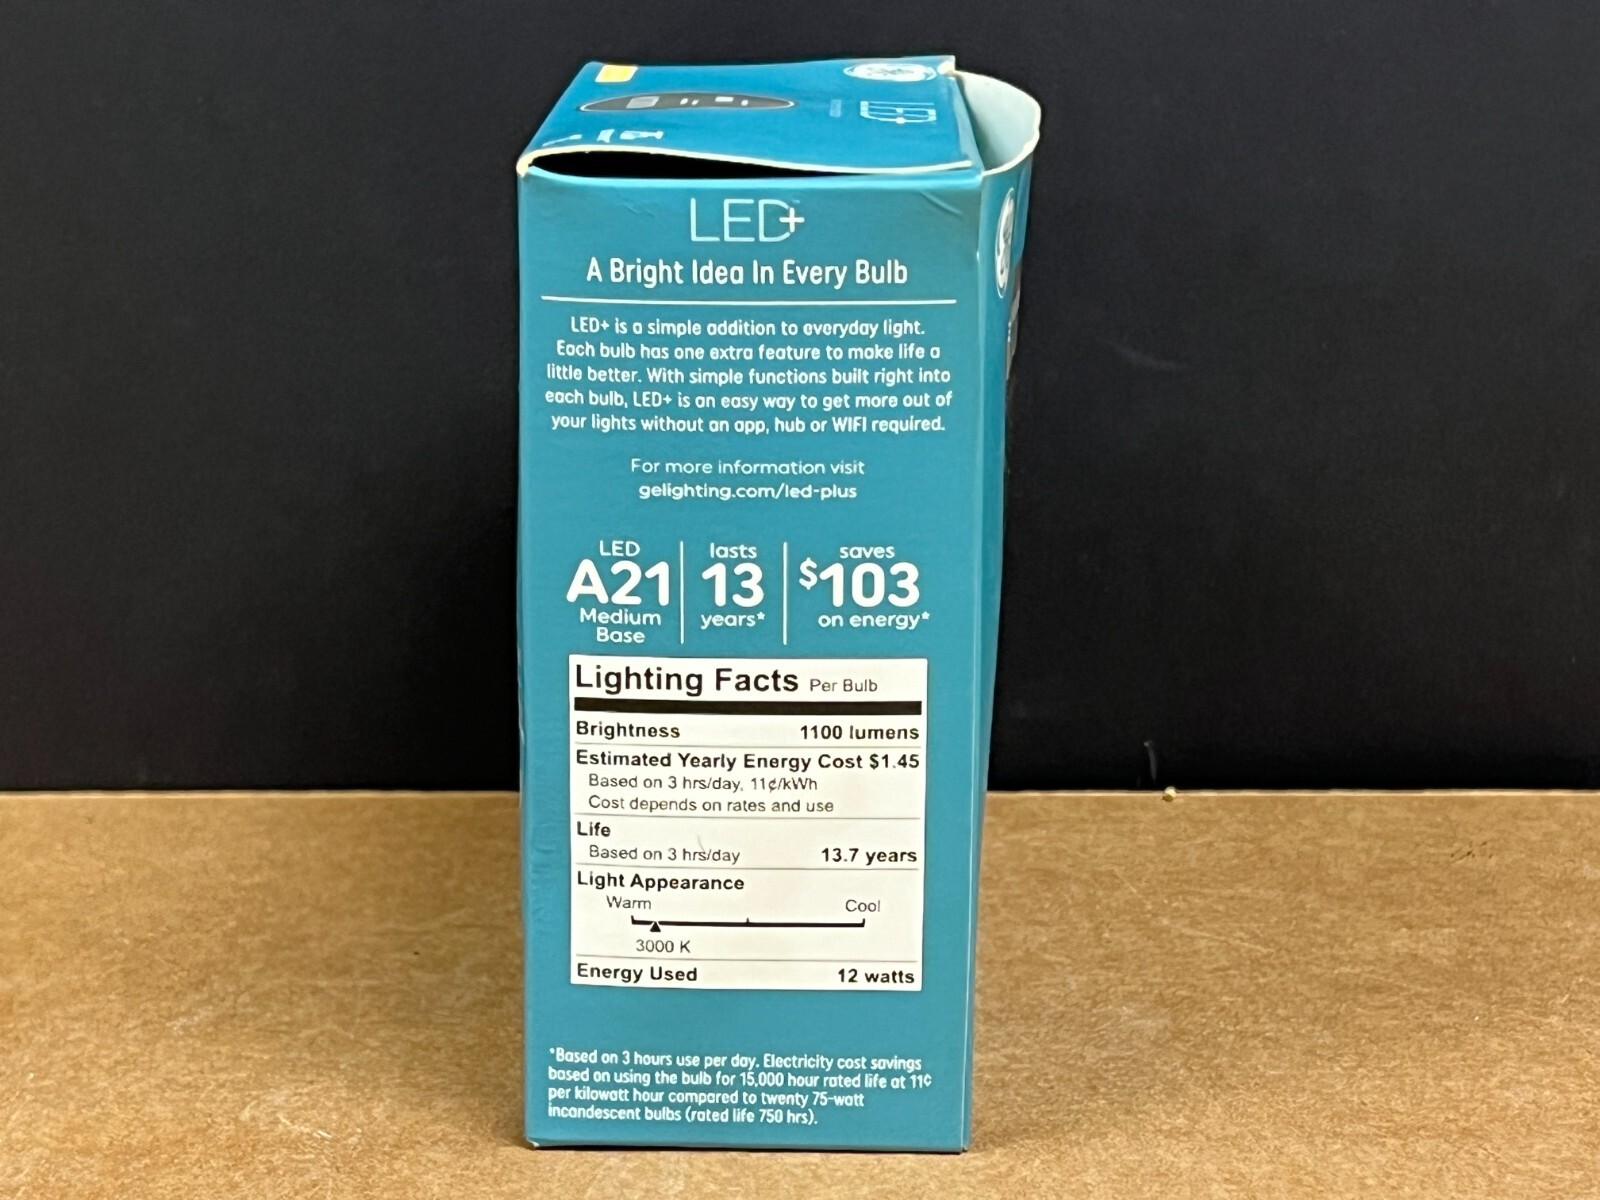 LED+
A Bright Idea In Every Bulb
LED+ is a simple addition to everyday light.
Each bulb has one extra feature to make life a
little better. With simple functions built right into
each bulb, LED+ is an easy way to get more out of
your lights without an app, hub or WIFI required.
For more information visit
gelighting.com/led-plus
LED
A21
Medium
Base
lasts
13
years*
saves
$103
on energy*
Lighting Facts Per Bulb
Brightness 1100 lumens
Estimated Yearly Energy Cost $1.45
Based on 3 hrs/day, 11¢/kWh
Cost depends on rates and use
Life
Based on 3 hrs/day 13.7 years
Light Appearance
Warm Cool
3000 K
Energy Used 12 watts
*Based on 3 hours use per day. Electricity cost savings
based on using the bulb for 15,000 hour rated life at 11¢
per kilowatt hour compared to twenty 75-watt
incandescent bulbs (rated life 750 hrs).